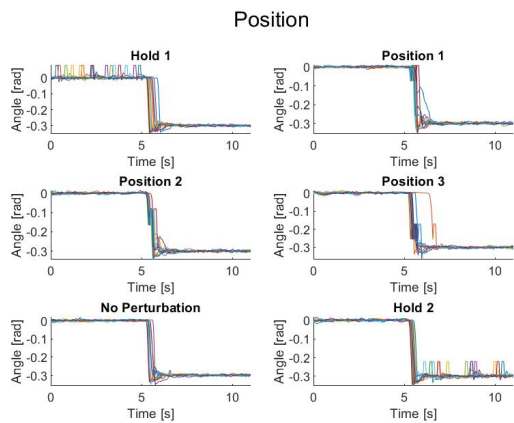 Position
Hold 1
Angle [rad]
0
-0.1
-0.2
-0.3
0
5
10
Time [s]
Position 1
Angle [rad]
0
-0.1
-0.2
-0.3
0
5
10
Time [s]
Position 2
Angle [rad]
0
-0.1
-0.2
-0.3
0
5
10
Time [s]
Position 3
Angle [rad]
0
-0.1
-0.2
-0.3
0
5
10
Time [s]
No Perturbation
Angle [rad]
0
-0.1
-0.2
-0.3
0
5
10
Time [s]
Hold 2
Angle [rad]
0
-0.1
-0.2
-0.3
0
5
10
Time [s]